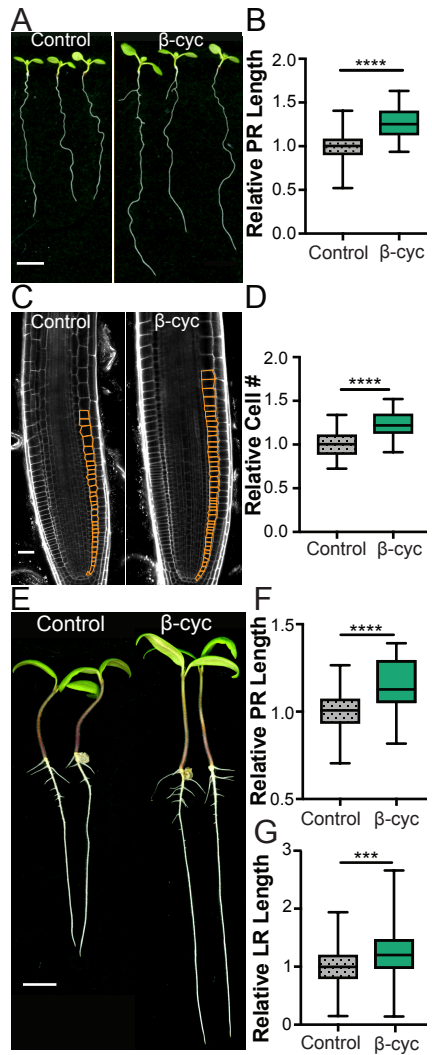 A
Control
β-cyc
B
Relative PR Length
2.0
1.5
1.0
0.5
0.0
****
Control
β-cyc
C
Control
β-cyc
D
Relative Cell #
2.0
1.5
1.0
0.5
0.0
****
Control
β-cyc
E
Control
β-cyc
F
Relative PR Length
1.5
1.0
0.5
****
Control
β-cyc
G
Relative LR Length
3
2
1
0
***
Control
β-cyc